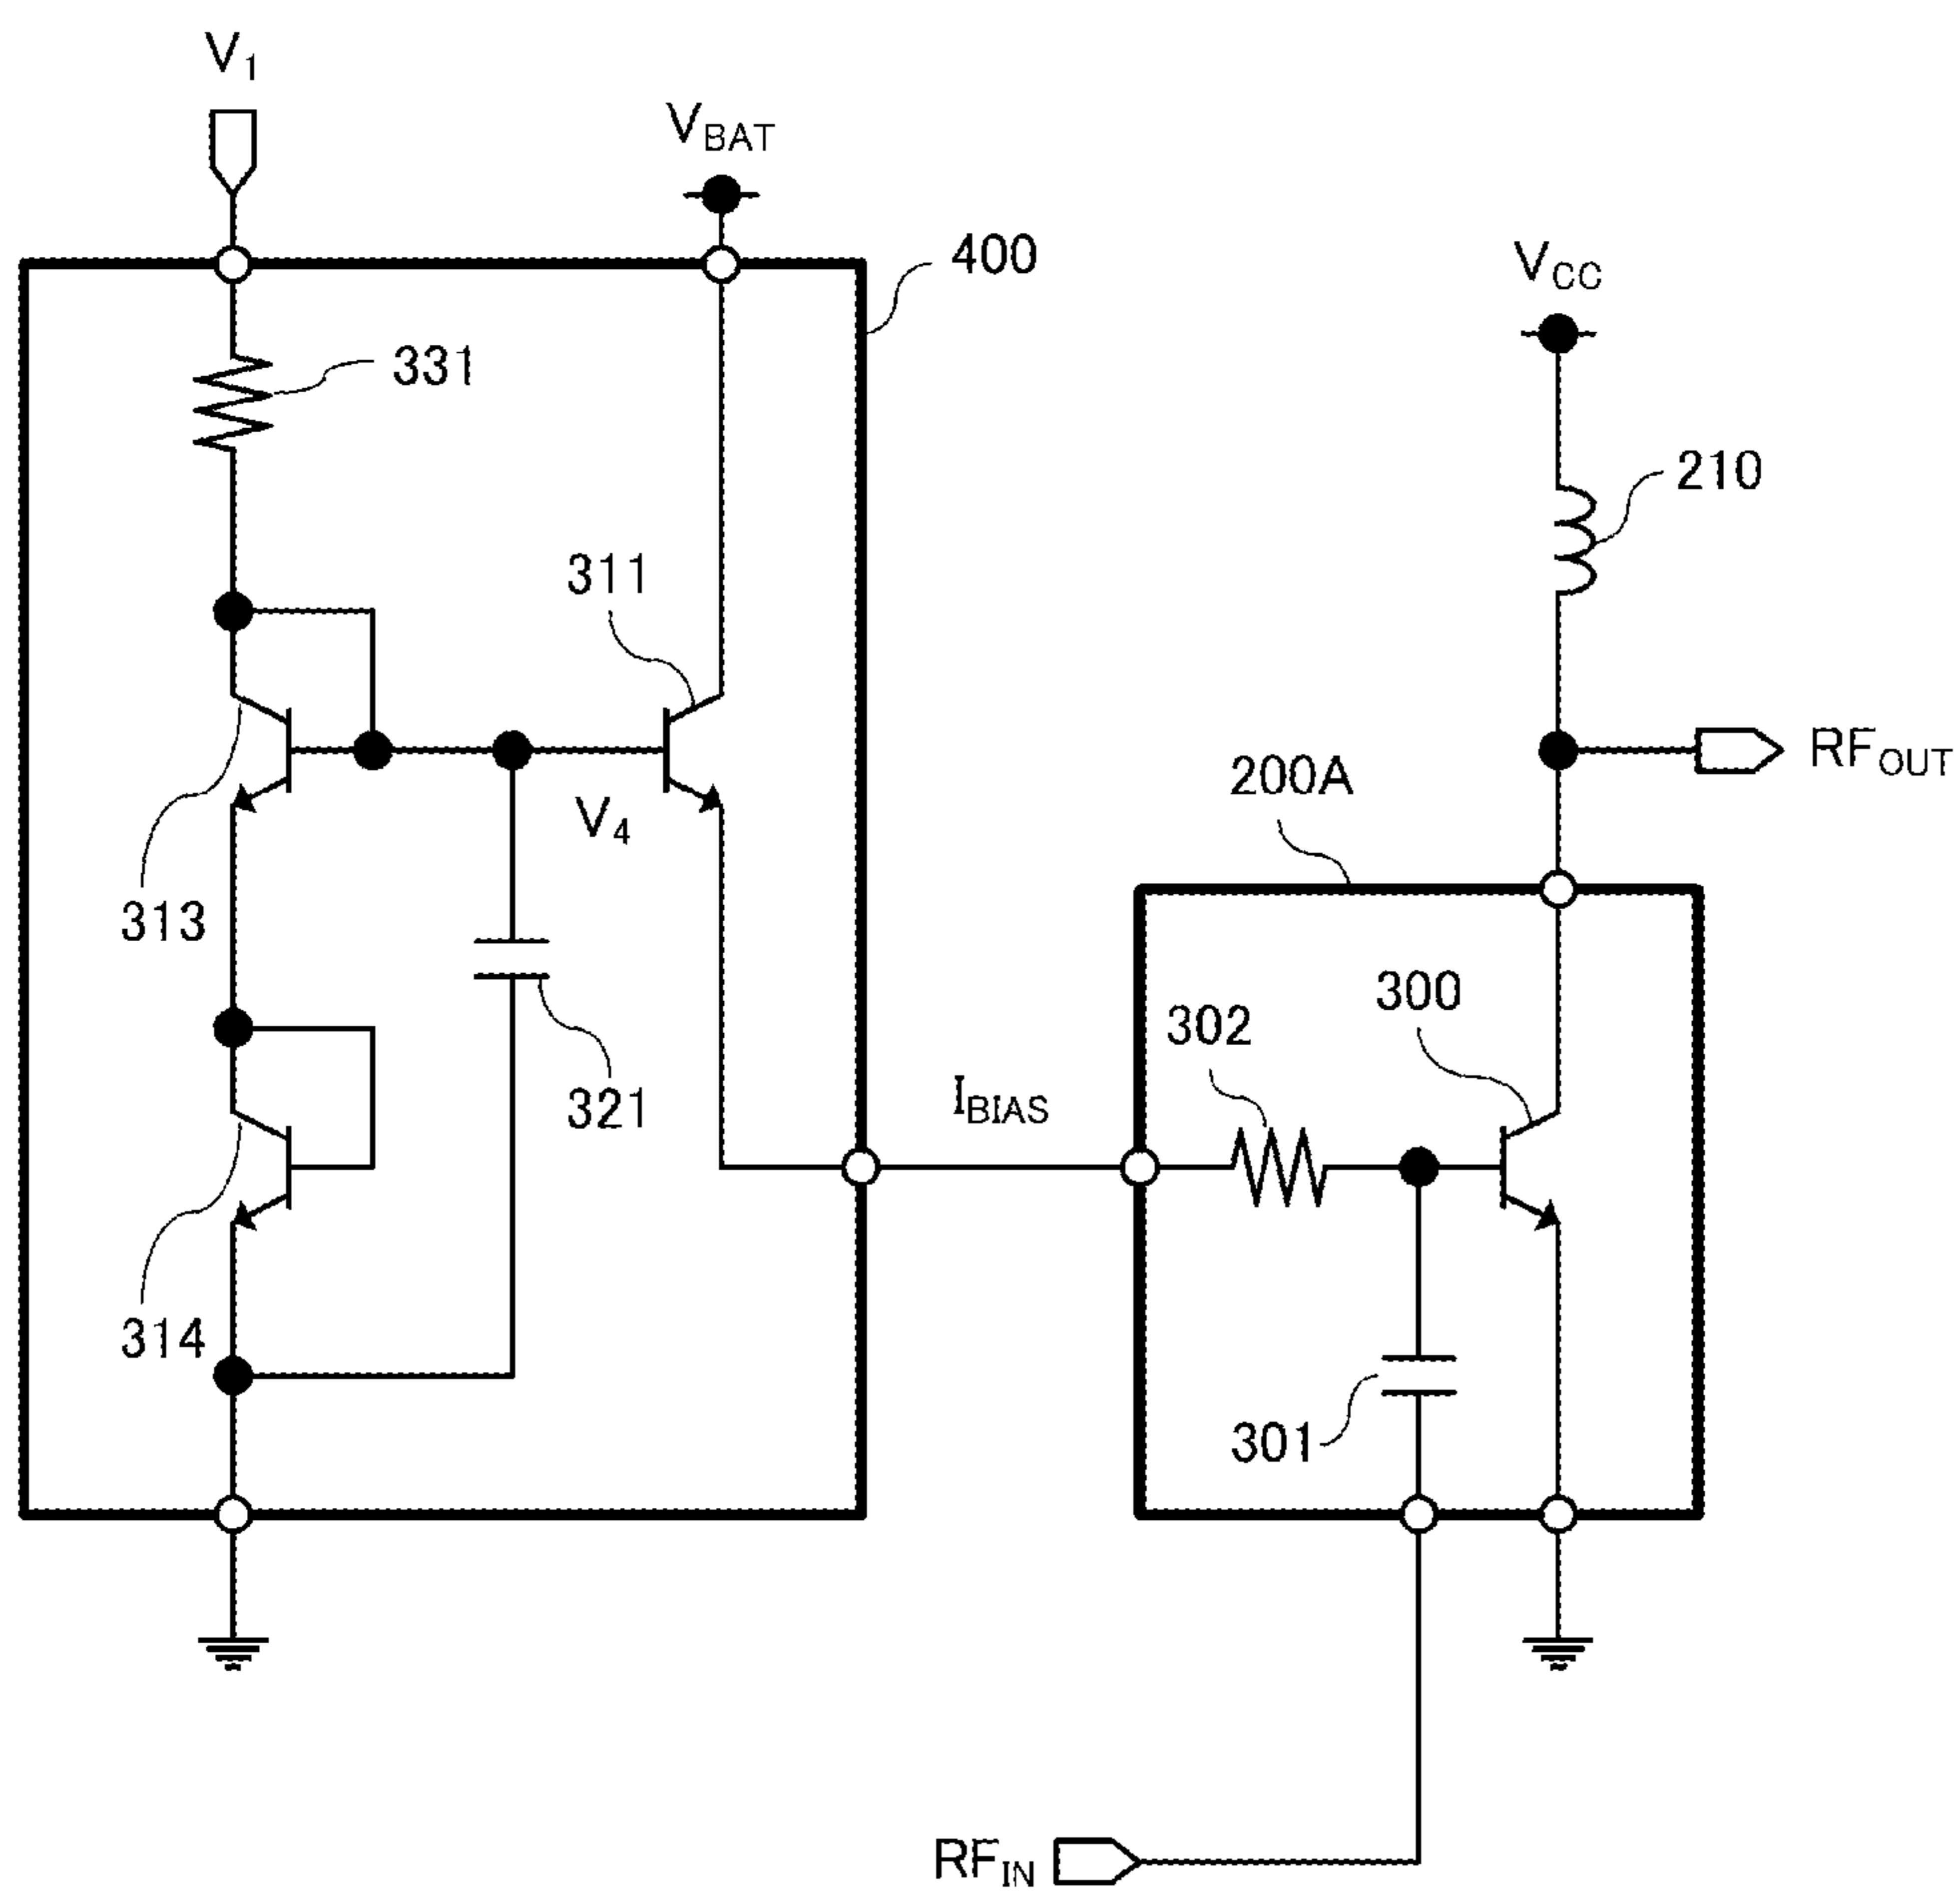 V1
VBAT
400
VCC
331
210
311
RFOUT
200A
V4
313
300
302
IBIAS
321
314
301
RFIN